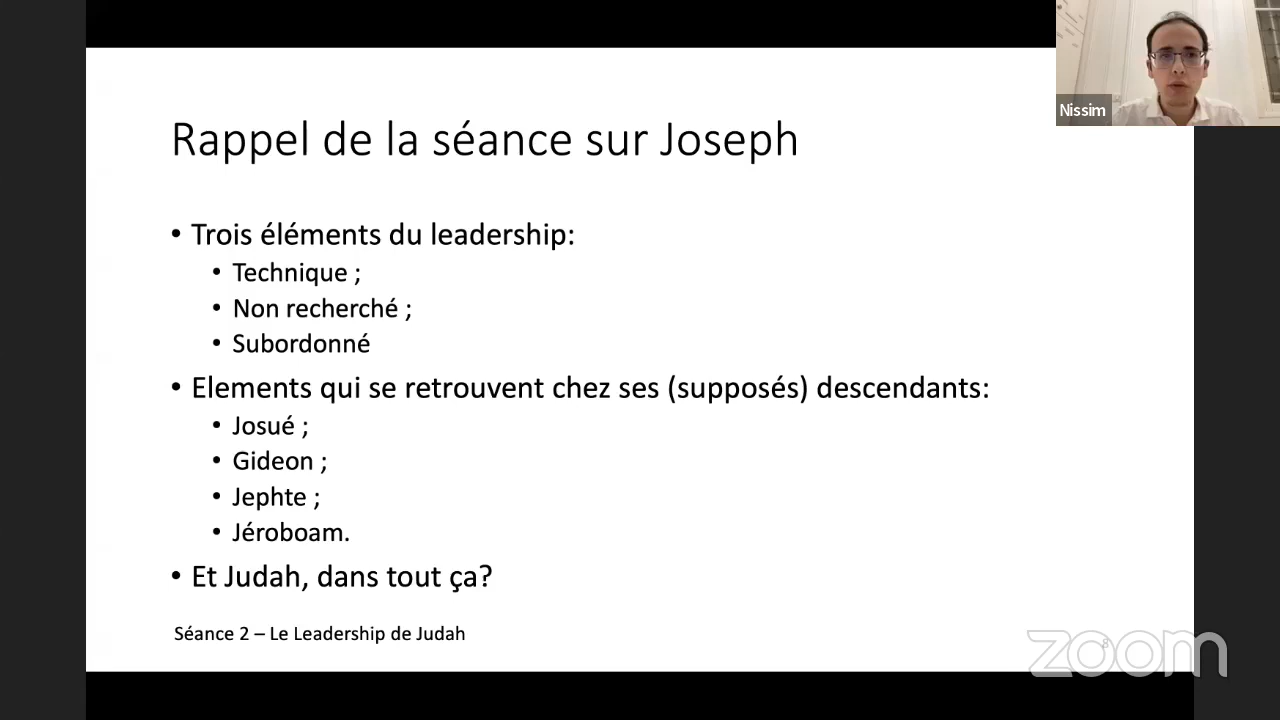 Nissim
Rappel de la séance sur Joseph
• Trois éléments du leadership:
• Technique ;
• Non recherché ;
• Subordonné
• Elements qui se retrouvent chez ses (supposés) descendants:
• Josué ;
• Gideon ;
• Jephte ;
• Jéroboam.
• Et Judah, dans tout ça?
Séance 2 – Le Leadership de Judah
8
zoom